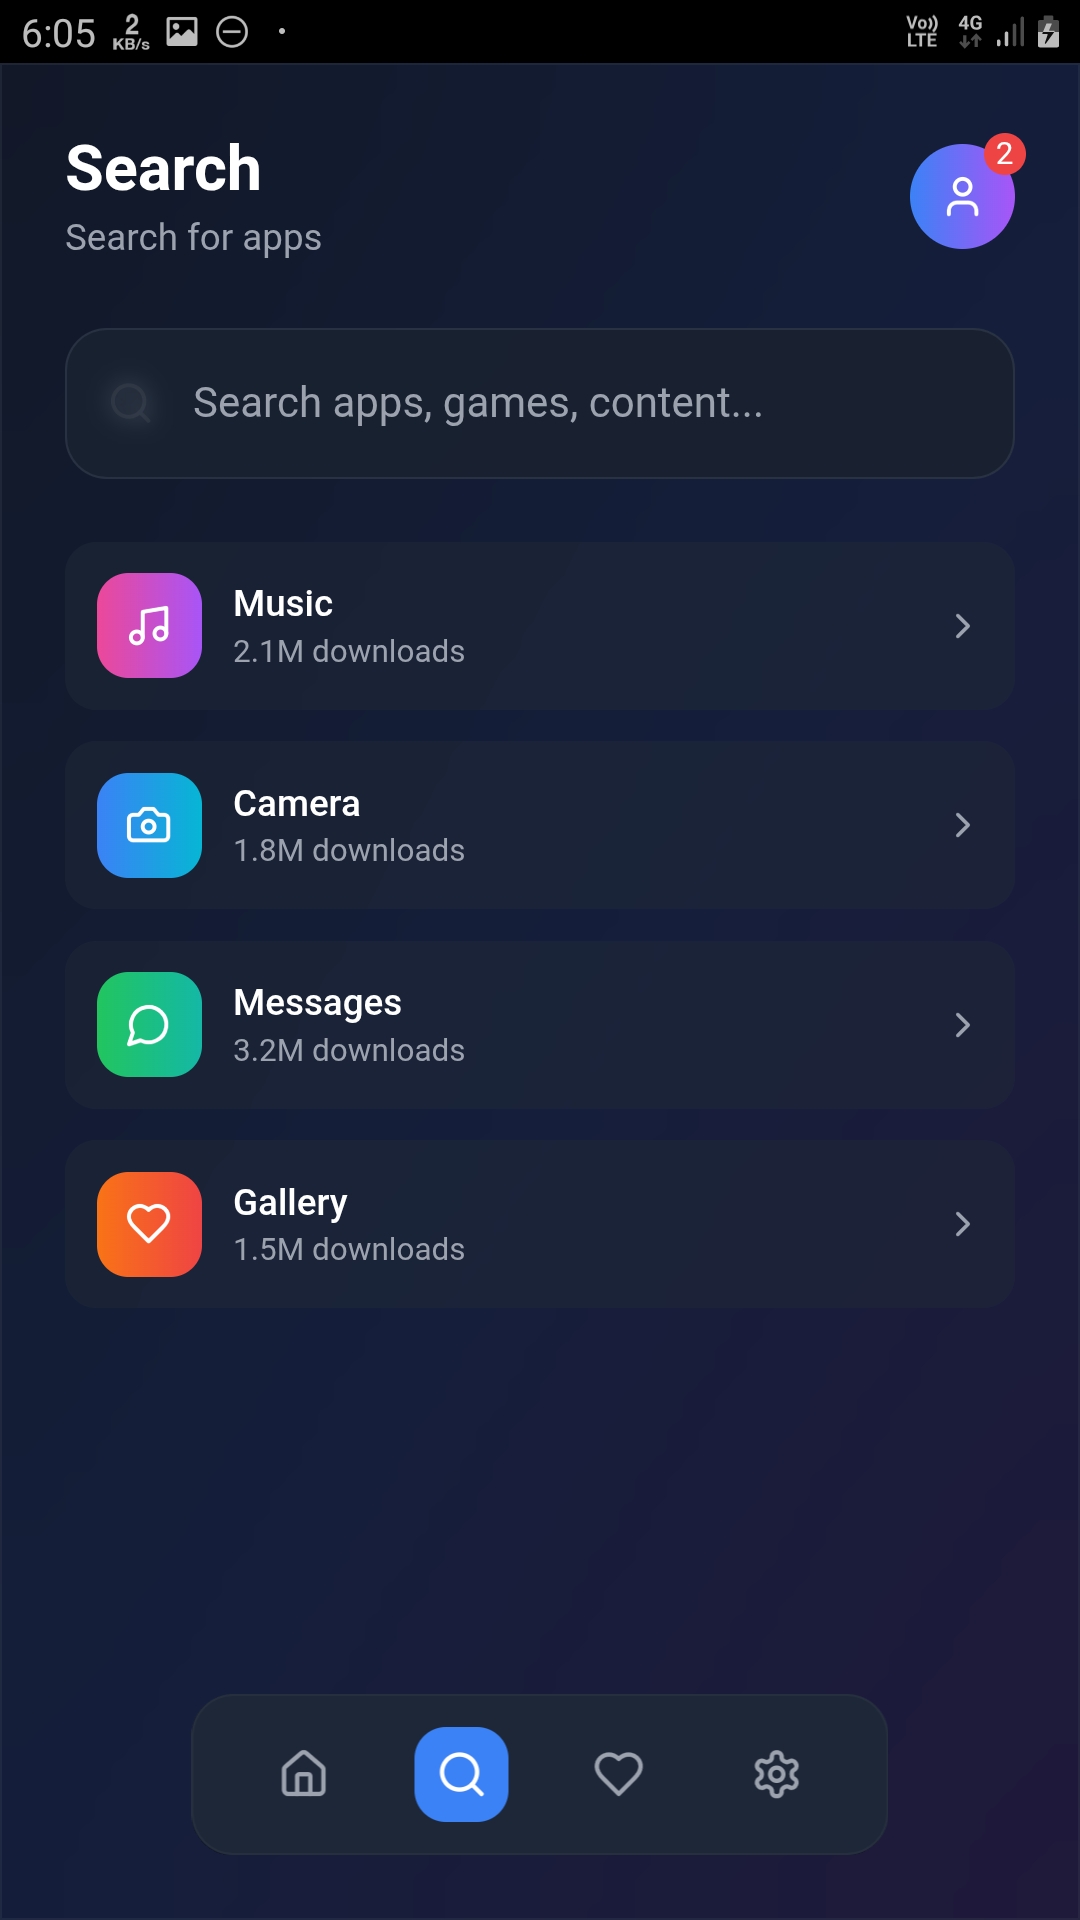 6:05 2 KB/s Vo)) LTE 4G
Search
2
Search for apps
Search apps, games, content...
Music
2.1M downloads
Camera
1.8M downloads
Messages
3.2M downloads
Gallery
1.5M downloads